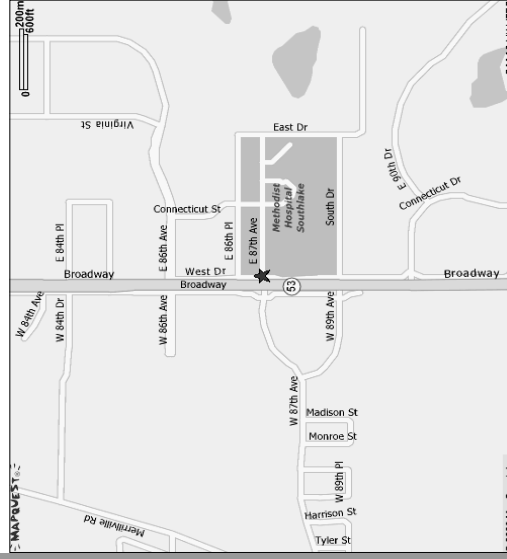 200m
600ft
0
Virginia St
East Dr
E 90th Dr
Connecticut Dr
Connecticut St
E 84th Pl
E 86th Ave
E 86th Pl
E 87th Ave
Methodist
Hospital
Southlake
South Dr
Broadway
West Dr
Broadway
Broadway
53
W 84th Ave
W 84th Dr
W 86th Ave
W 89th Ave
W 87th Ave
Madison St
Monroe St
W 89th Pl
Harrison St
Tyler St
Merrillville Rd
MAPQUEST